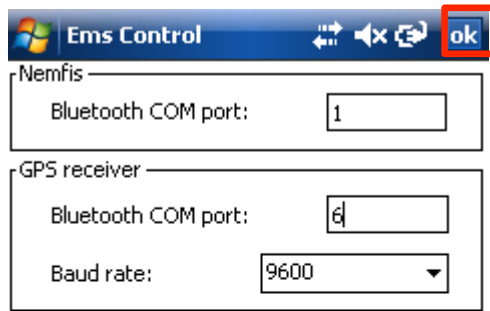 Ems Control ok
Nemfis
Bluetooth COM port: 1
GPS receiver
Bluetooth COM port: 6
Baud rate: 9600